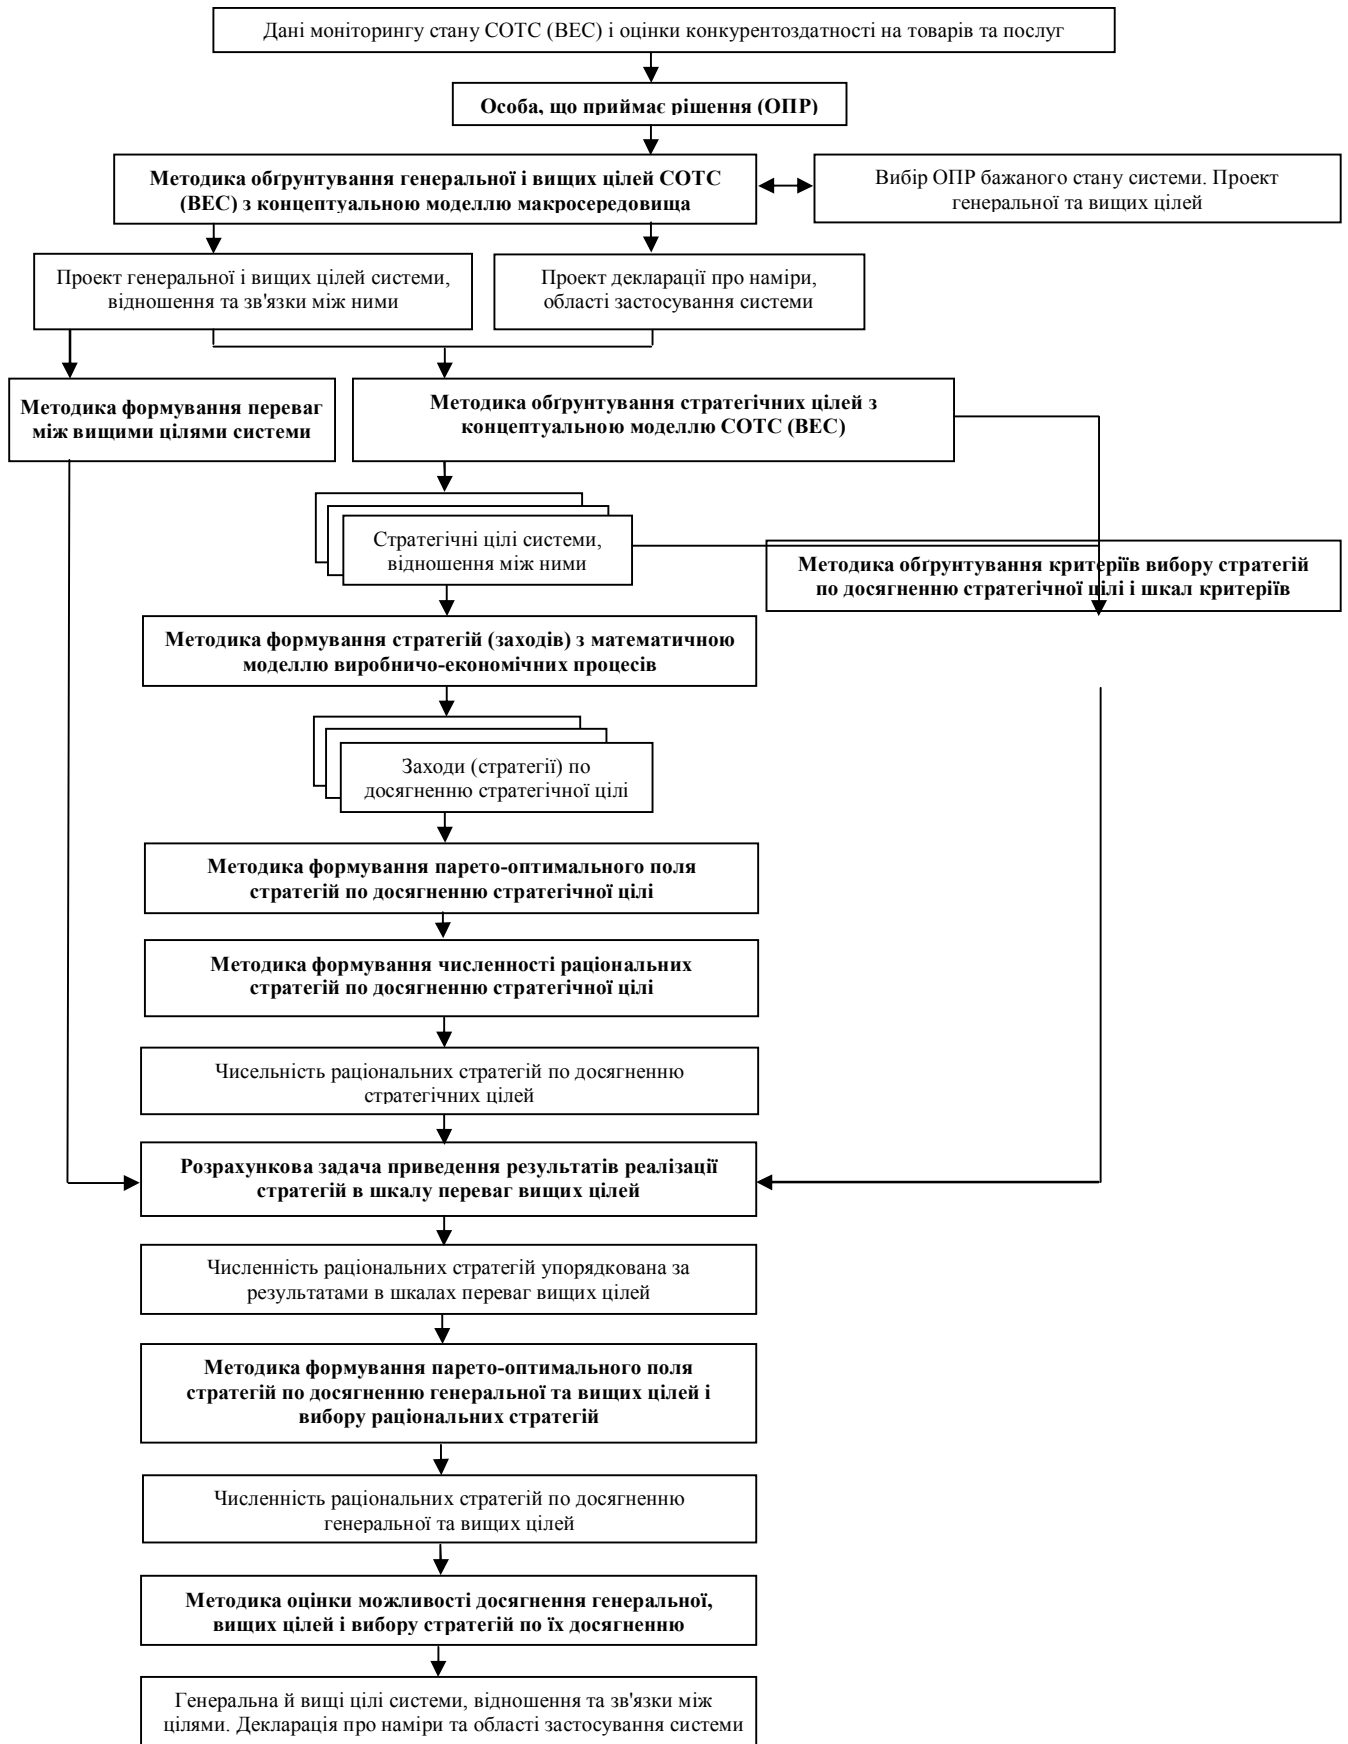 Дані моніторингу стану СОТС (ВЕС) і оцінки конкурентоздатності на товарів та послуг
Особа, що приймає рішення (ОПР)
Методика обґрунтування генеральної і вищих цілей СОТС
(ВЕС) з концептуальною моделлю макросередовища
Вибір ОПР бажаного стану системи. Проект
генеральної та вищих цілей
Проект генеральної і вищих цілей системи,
відношення та зв'язки між ними
Проект декларації про наміри,
області застосування системи
Методика формування переваг
між вищими цілями системи
Методика обґрунтування стратегічних цілей з
концептуальною моделлю СОТС (ВЕС)
Стратегічні цілі системи,
відношення між ними
Методика обґрунтування критеріїв вибору стратегій
по досягненню стратегічної цілі і шкал критеріїв
Методика формування стратегій (заходів) з математичною
моделлю виробничо-економічних процесів
Заходи (стратегії) по
досягненню стратегічної цілі
Методика формування парето-оптимального поля
стратегій по досягненню стратегічної цілі
Методика формування численності раціональних
стратегій по досягненню стратегічної цілі
Чисельність раціональних стратегій по досягненню
стратегічних цілей
Розрахункова задача приведення результатів реалізації
стратегій в шкалу переваг вищих цілей
Численність раціональних стратегій упорядкована за
результатами в шкалах переваг вищих цілей
Методика формування парето-оптимального поля
стратегій по досягненню генеральної та вищих цілей і
вибору раціональних стратегій
Численність раціональних стратегій по досягненню
генеральної та вищих цілей
Методика оцінки можливості досягнення генеральної,
вищих цілей і вибору стратегій по їх досягненню
Генеральна й вищі цілі системи, відношення та зв'язки між
цілями. Декларація про наміри та області застосування системи